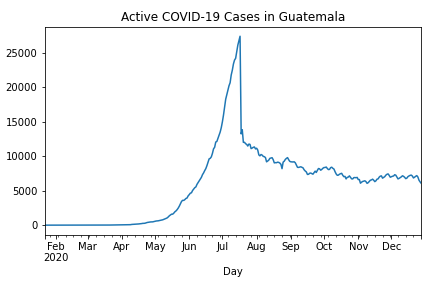 Active COVID-19 Cases in Guatemala
25000
20000
15000
10000
5000
0
Feb Mar Apr May Jun Jul Aug Sep Oct Nov Dec
2020
Day